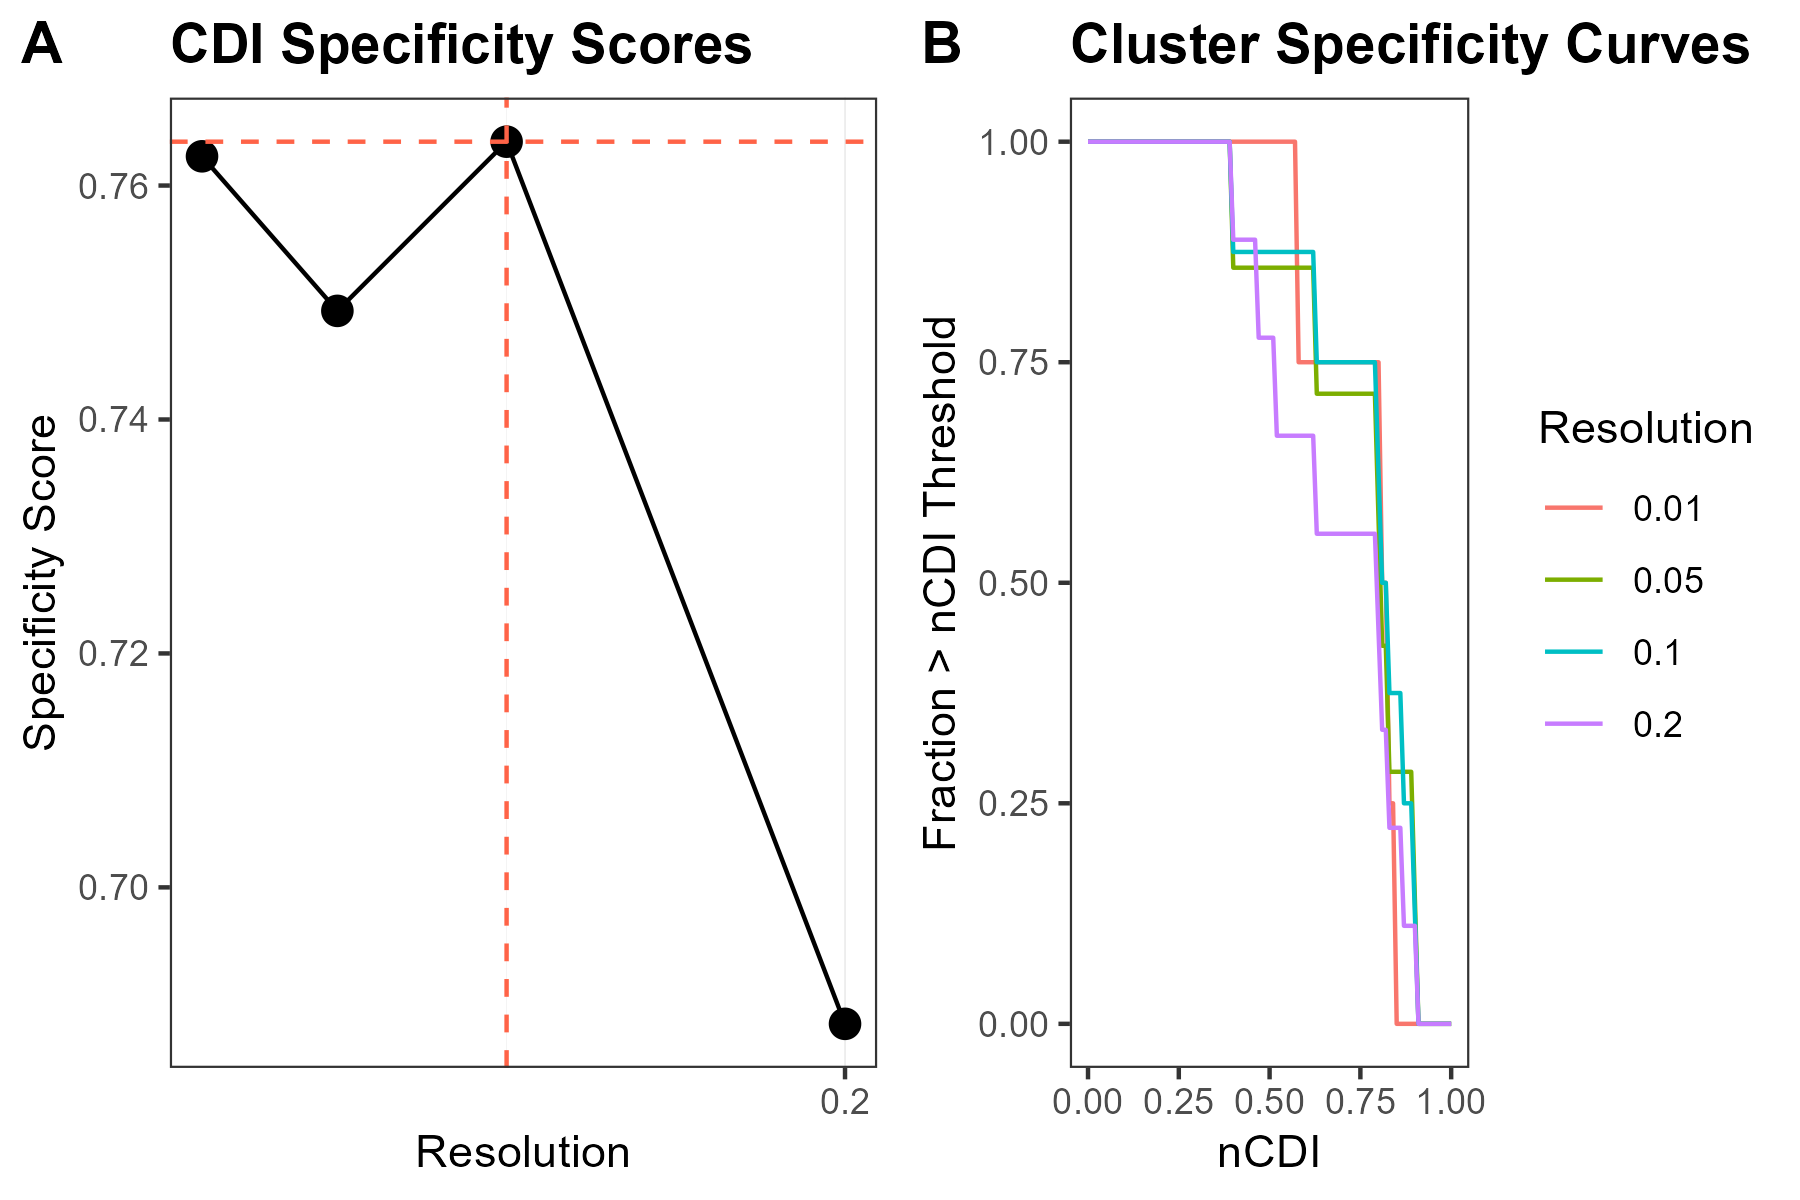 A
CDI Specificity Scores
Specificity Score
0.76
0.74
0.72
0.70
0.2
Resolution
B
Cluster Specificity Curves
Fraction > nCDI Threshold
1.00
0.75
0.50
0.25
0.00
0.00 0.25 0.50 0.75 1.00
nCDI
Resolution
0.01
0.05
0.1
0.2